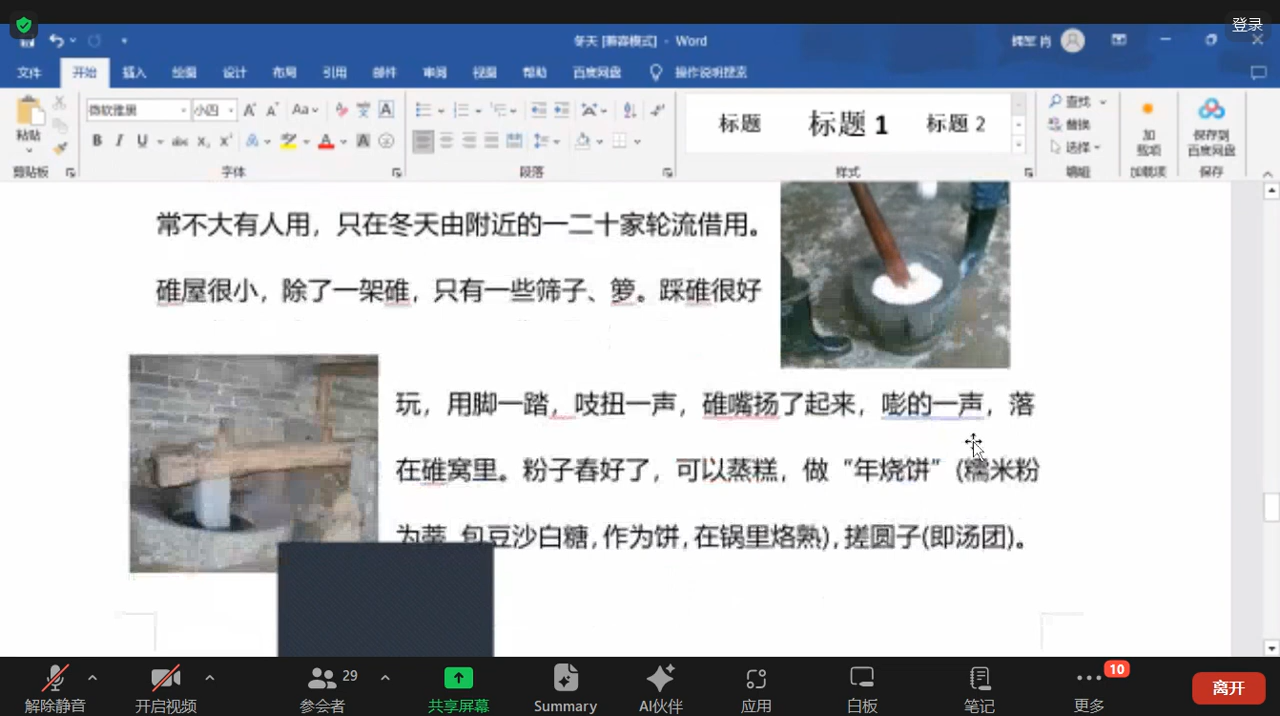 登录
冬天 [兼容模式] - Word
文件 开始 插入 绘图 设计 布局 引用 邮件 审阅 视图 帮助 百度网盘 操作说明搜索
微软雅黑 小四
粘贴
标题 标题 1 标题 2
查找
替换
选择
加载项
保存到百度网盘
剪贴板 字体 段落 样式 编辑 加载项 保存
常不大有人用，只在冬天由附近的一二十家轮流借用。
碓屋很小，除了一架碓，只有一些筛子、箩。踩碓很好
玩，用脚一踏，吱扭一声，碓嘴扬了起来，嘭的一声，落
在碓窝里。粉子舂好了，可以蒸糕，做“年烧饼”(糯米粉
为蒂 包豆沙白糖,作为饼,在锅里烙熟),搓圆子(即汤团)。
解除静音 开启视频 参会者 29 共享屏幕 Summary AI伙伴 应用 白板 笔记 更多 10 离开